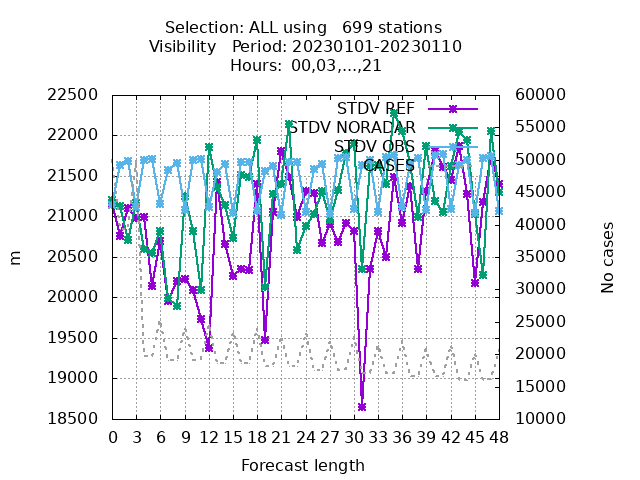 Selection: ALL using   699 stations
Visibility   Period: 20230101-20230110
Hours:  00,03,...,21
22500
22000
21500
21000
20500
20000
19500
19000
18500
60000
55000
50000
45000
40000
35000
30000
25000
20000
15000
10000
STDV REF
STDV NORADAR
STDV OBS
CASES
m
No cases
0 3 6 9 12 15 18 21 24 27 30 33 36 39 42 45 48
Forecast length